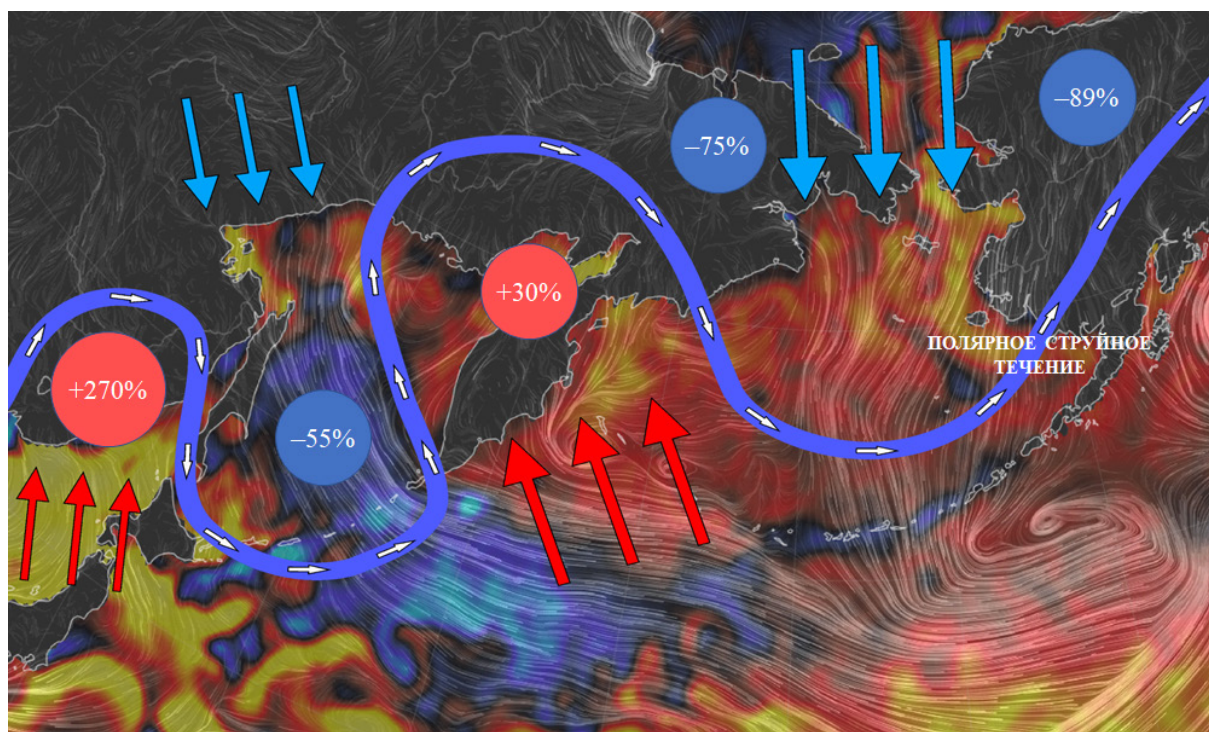 –89%
–75%
+30%
ПОЛЯРНОЕ СТРУЙНОЕ
ТЕЧЕНИЕ
+270%
–55%